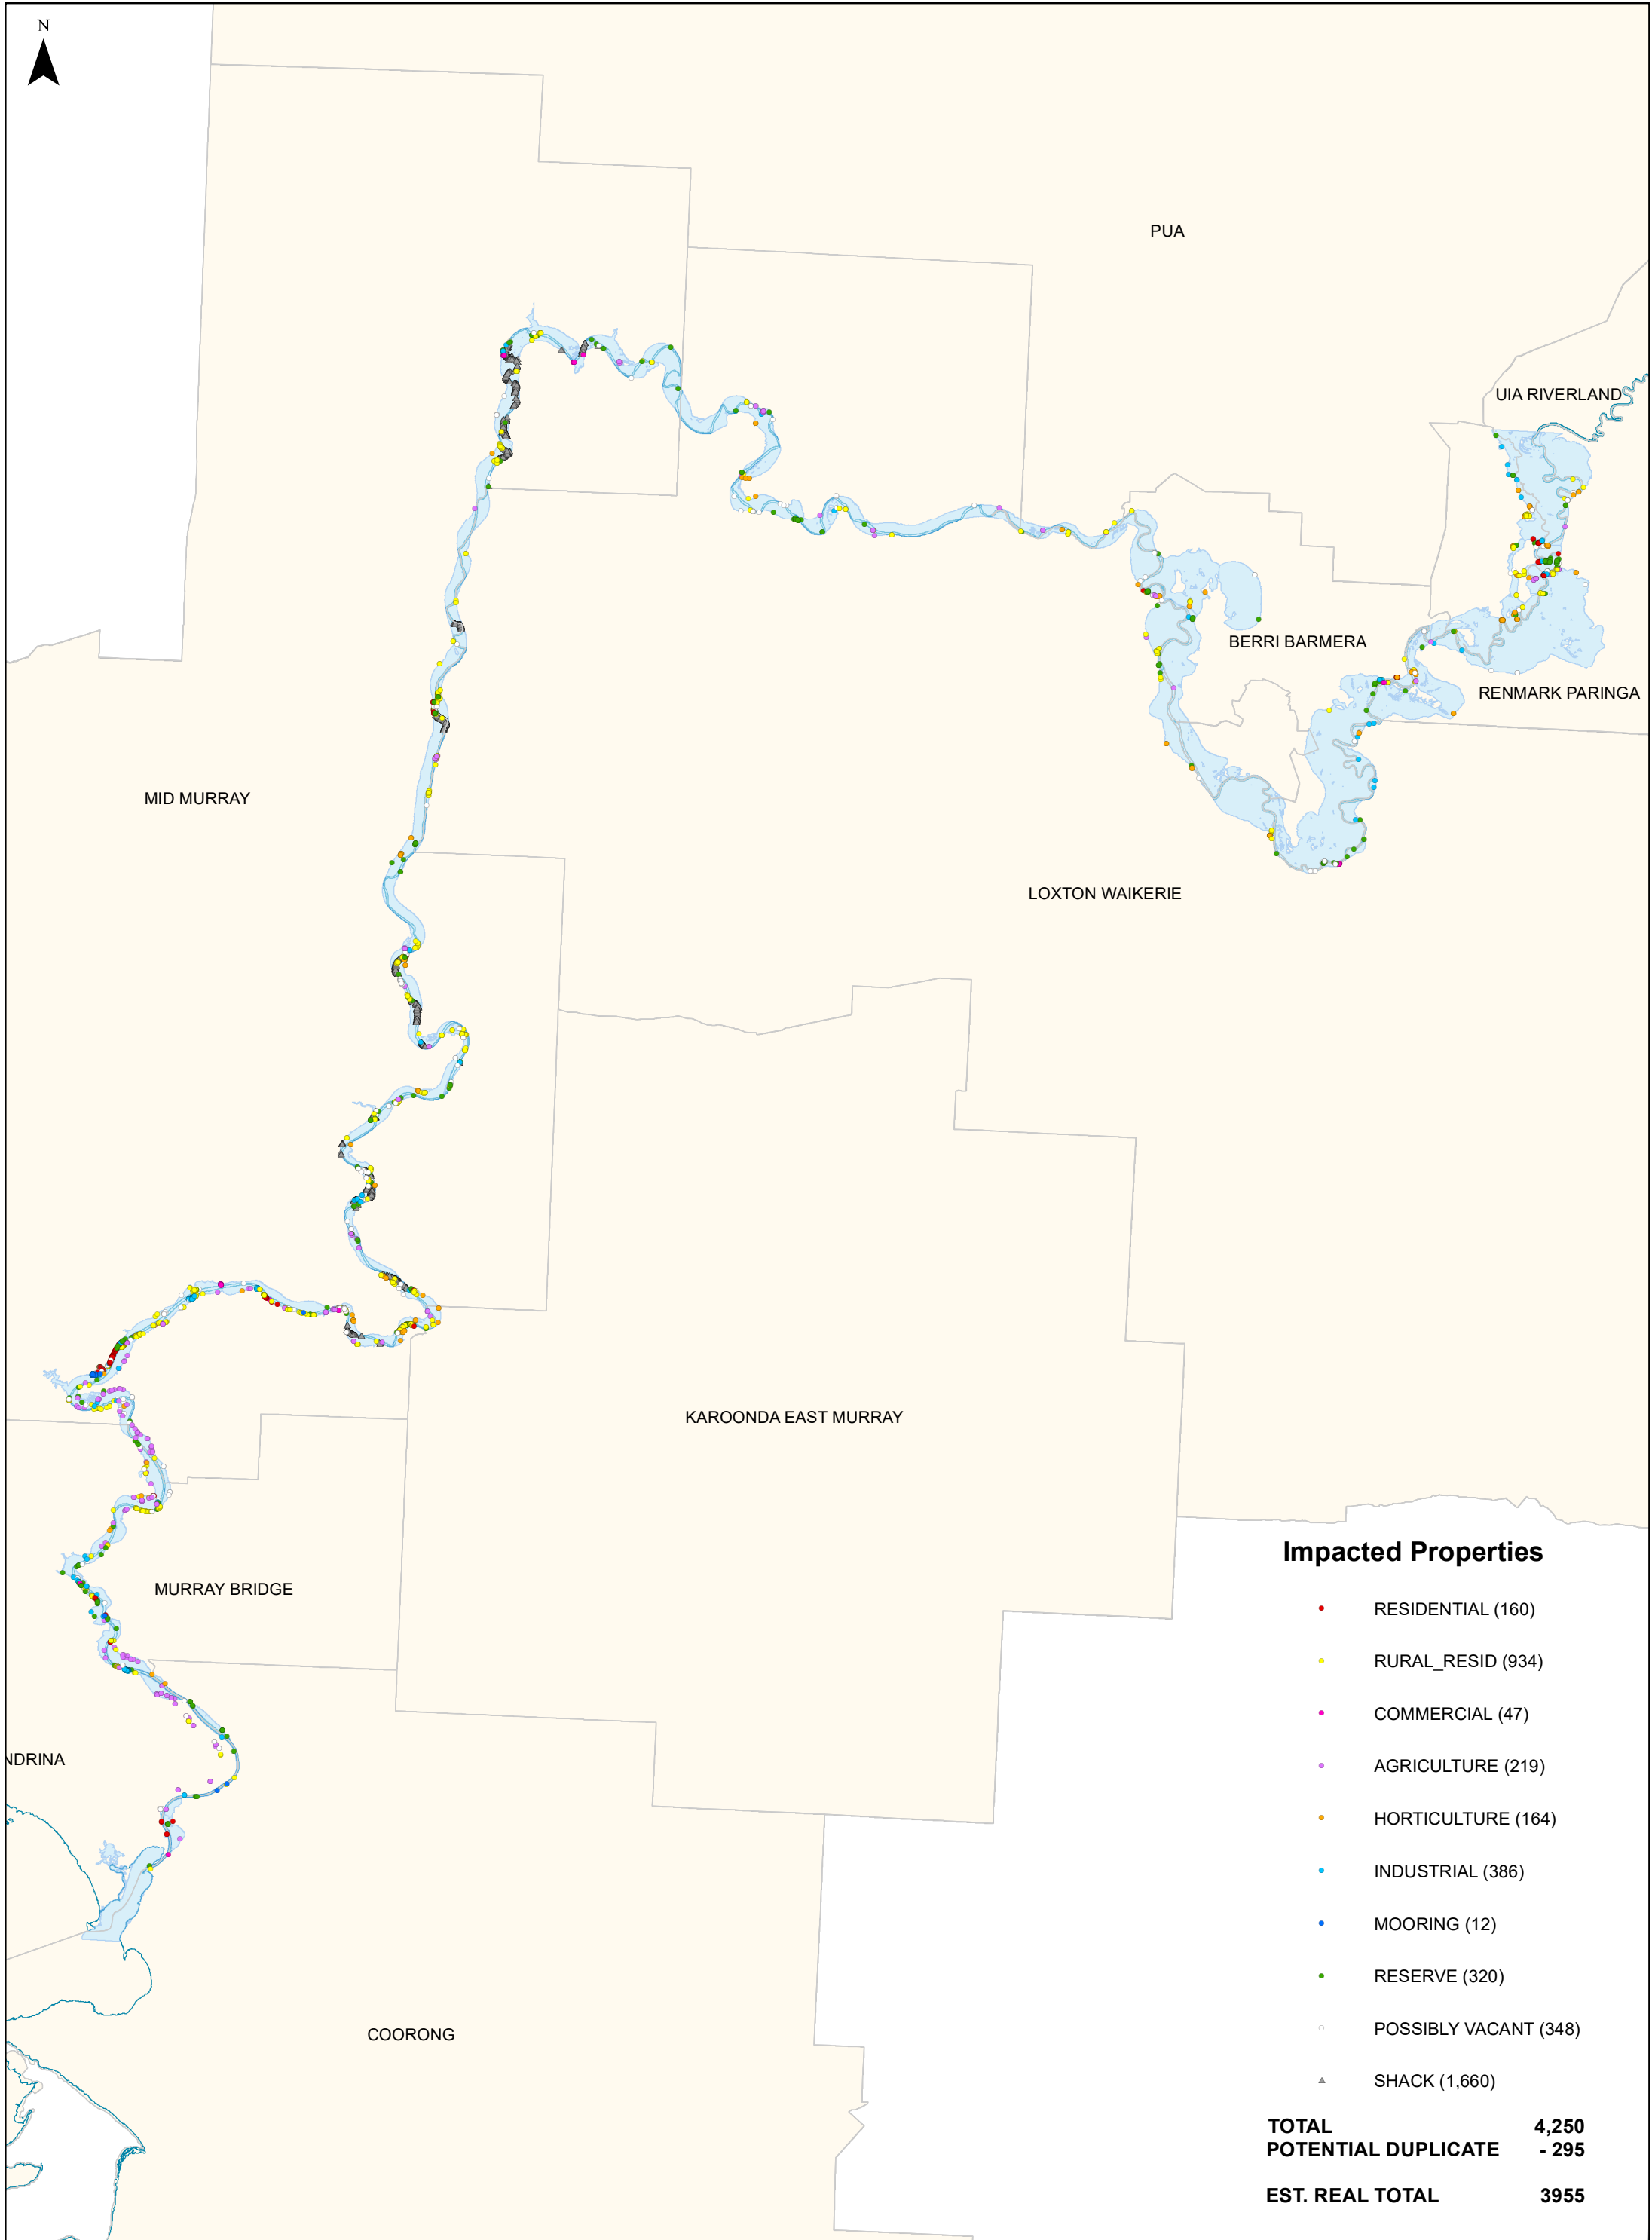 N
PUA
UIA RIVERLAND
BERRI BARMERA
RENMARK PARINGA
MID MURRAY
LOXTON WAIKERIE
KAROONDA EAST MURRAY
MURRAY BRIDGE
NDRINA
COORONG
Impacted Properties
RESIDENTIAL (160)
RURAL_RESID (934)
COMMERCIAL (47)
AGRICULTURE (219)
HORTICULTURE (164)
INDUSTRIAL (386)
MOORING (12)
RESERVE (320)
POSSIBLY VACANT (348)
SHACK (1,660)
TOTAL 4,250
POTENTIAL DUPLICATE - 295
EST. REAL TOTAL 3955